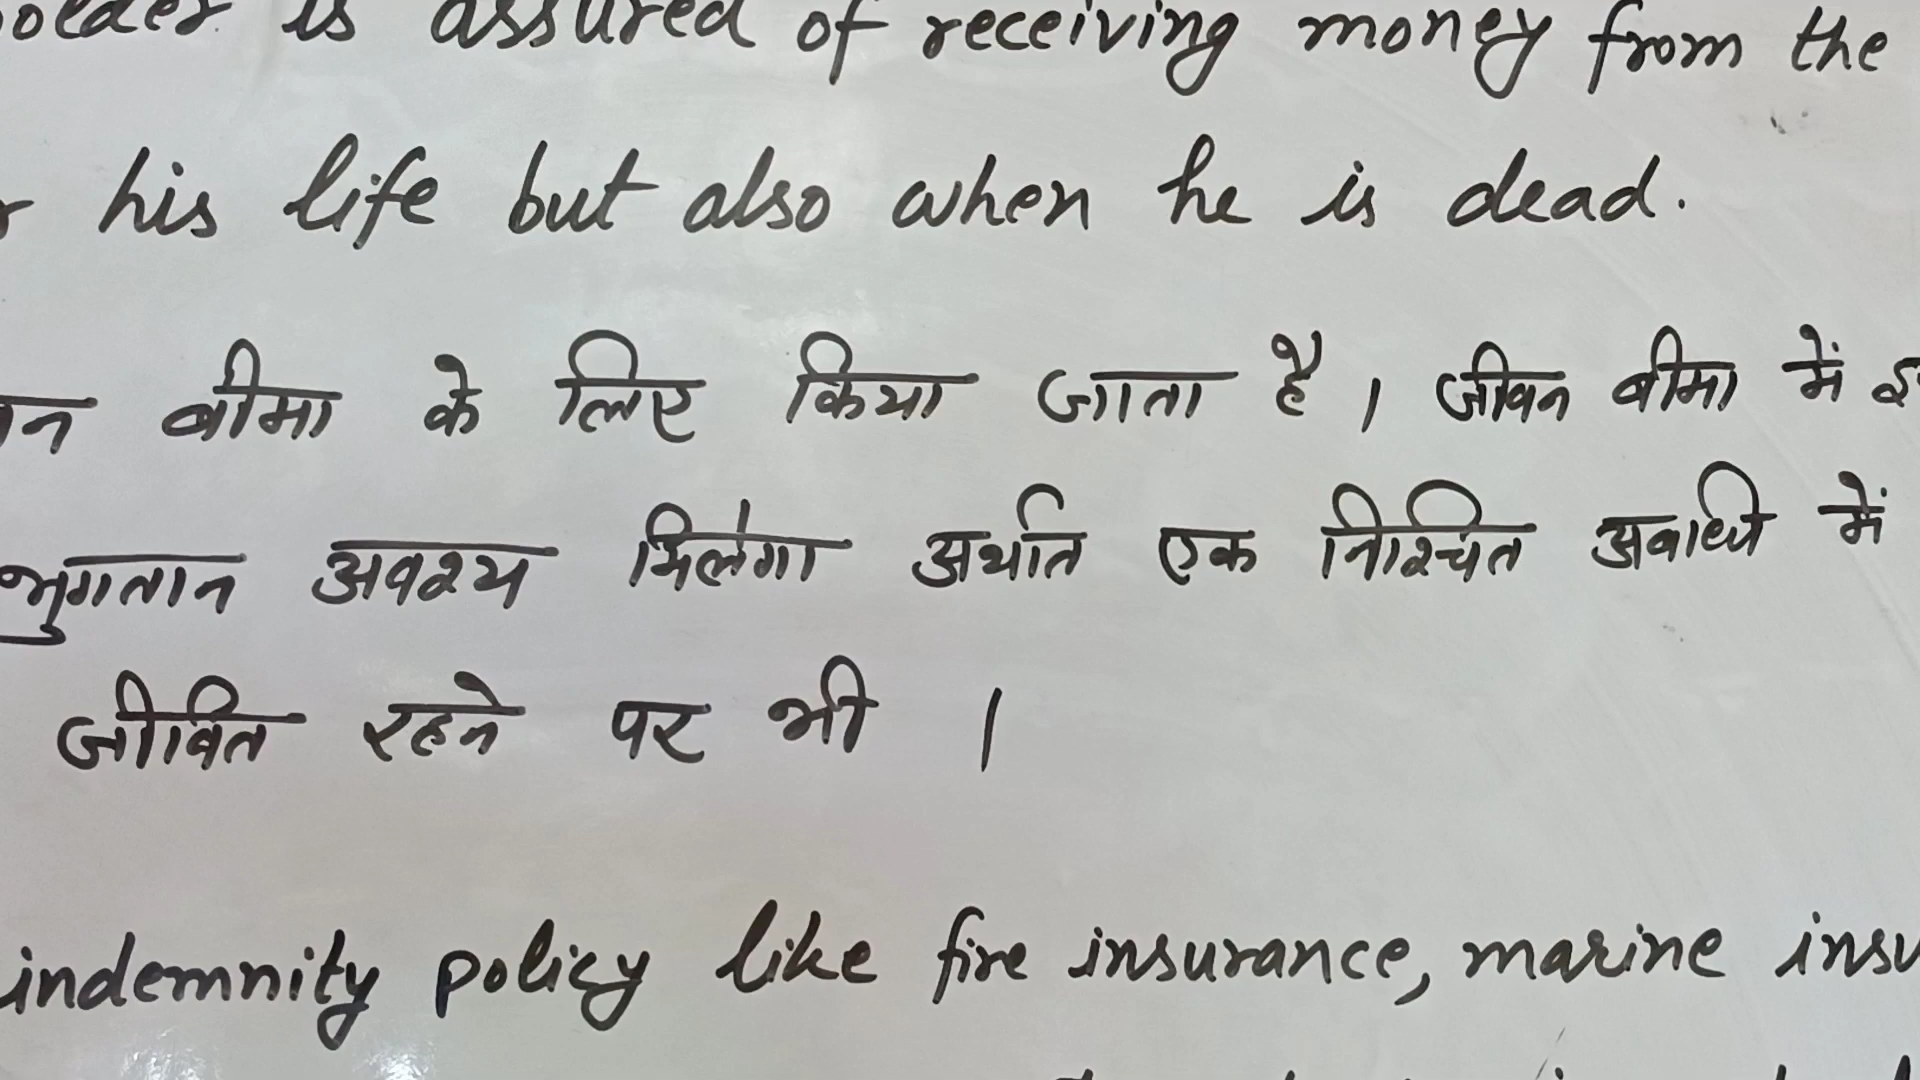 is assured of receiving money from the
his life but also when he is dead.
बीमा के लिए किया जाता है । जीवन बीमा में
भुगतान अवश्य मिलेगा अर्थात एक निश्चित अवधि में
जीवित रहने पर भी ।
indemnity policy like fire insurance, marine